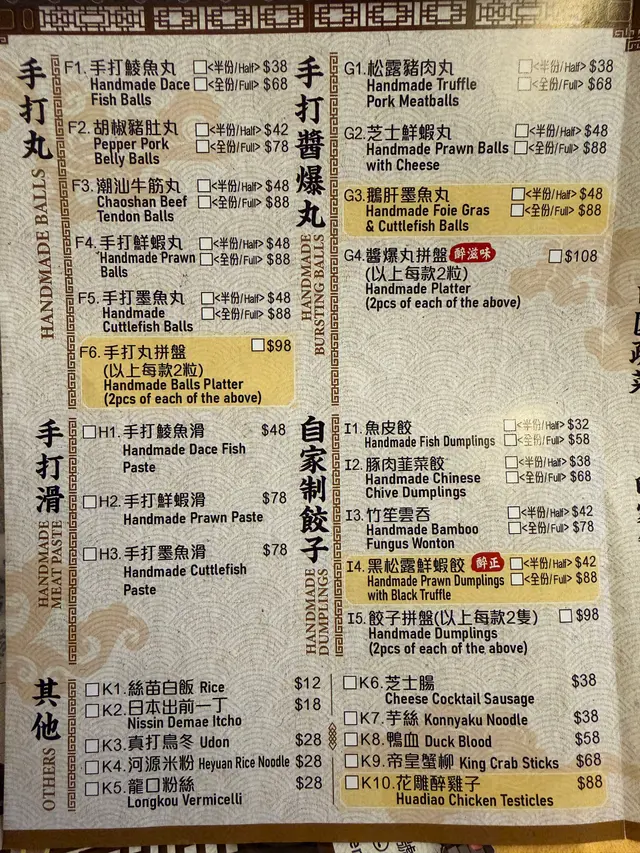 手打丸
HANDMADE BALLS
F1. 手打鯪魚丸 <半份/Half> $38
Handmade Dace <全份/Full> $68
Fish Balls
F2. 胡椒豬肚丸 <半份/Half> $42
Pepper Pork <全份/Full> $78
Belly Balls
F3. 潮汕牛筋丸 <半份/Half> $48
Chaoshan Beef <全份/Full> $88
Tendon Balls
F4. 手打鮮蝦丸 <半份/Half> $48
Handmade Prawn <全份/Full> $88
Balls
F5. 手打墨魚丸 <半份/Half> $48
Handmade <全份/Full> $88
Cuttlefish Balls
F6. 手打丸拼盤 $98
(以上每款2粒)
Handmade Balls Platter
(2pcs of each of the above)
手打醬爆丸
HANDMADE
BURSTING BALLS
G1. 松露豬肉丸 <半份/Half> $38
Handmade Truffle <全份/Full> $68
Pork Meatballs
G2. 芝士鮮蝦丸 <半份/Half> $48
Handmade Prawn Balls <全份/Full> $88
with Cheese
G3. 鵝肝墨魚丸 <半份/Half> $48
Handmade Foie Gras <全份/Full> $88
& Cuttlefish Balls
G4. 醬爆丸拼盤 醉滋味 $108
(以上每款2粒)
Handmade Platter
(2pcs of each of the above)
手打滑
HANDMADE
MEAT PASTE
H1. 手打鯪魚滑 $48
Handmade Dace Fish
Paste
H2. 手打鮮蝦滑 $78
Handmade Prawn Paste
H3. 手打墨魚滑 $78
Handmade Cuttlefish
Paste
自家制餃子
HANDMADE
DUMPLINGS
I1. 魚皮餃 <半份/Half> $32
Handmade Fish Dumplings <全份/Full> $58
I2. 豚肉韮菜餃 <半份/Half> $38
Handmade Chinese <全份/Full> $68
Chive Dumplings
I3. 竹笙雲吞 <半份/Half> $42
Handmade Bamboo <全份/Full> $78
Fungus Wonton
I4. 黑松露鮮蝦餃 醉正 <半份/Half> $42
Handmade Prawn Dumplings <全份/Full> $88
with Black Truffle
I5. 餃子拼盤(以上每款2隻) $98
Handmade Dumplings
(2pcs of each of the above)
其他
OTHERS
K1. 絲苗白飯 Rice $12
K2. 日本出前一丁 $18
Nissin Demae Itcho
K3. 真打烏冬 Udon $28
K4. 河源米粉 Heyuan Rice Noodle $28
K5. 龍口粉絲 $28
Longkou Vermicelli
K6. 芝士腸 $38
Cheese Cocktail Sausage
K7. 芋絲 Konnyaku Noodle $38
K8. 鴨血 Duck Blood $58
K9. 帝皇蟹柳 King Crab Sticks $68
K10. 花雕醉雞子 $88
Huadiao Chicken Testicles